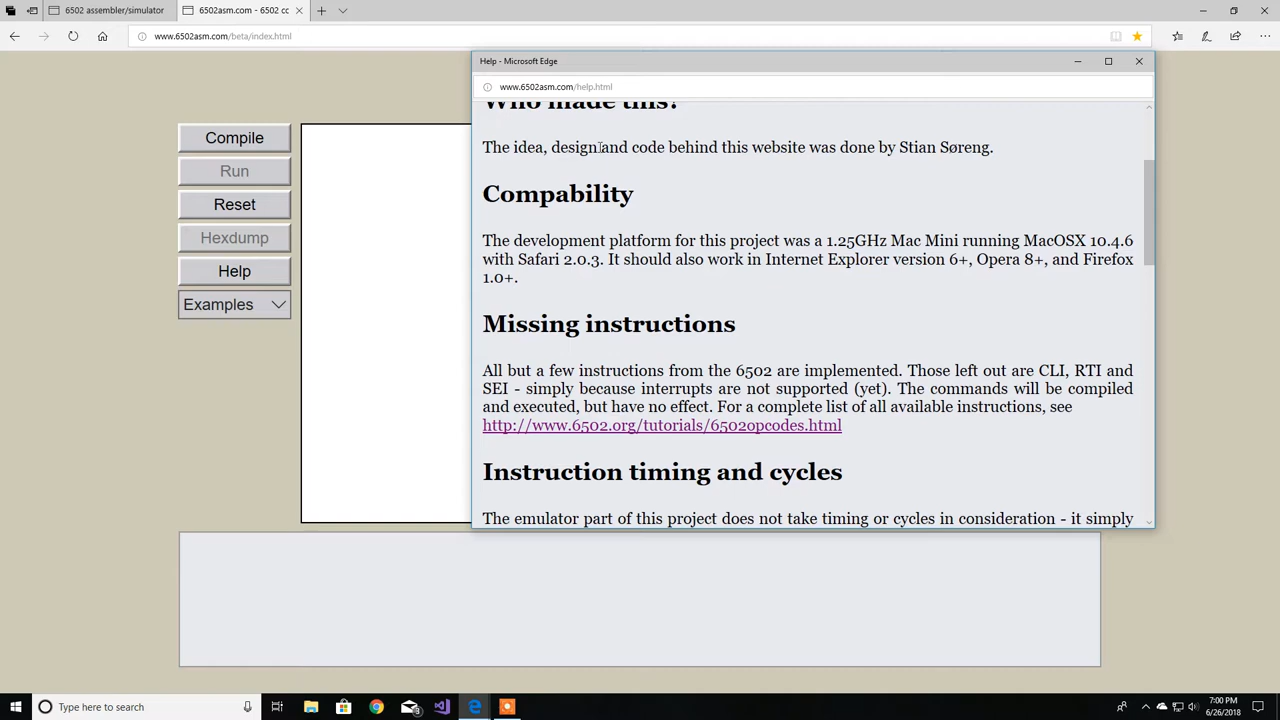 6502 assembler/simulator
6502asm.com - 6502 cc
www.6502asm.com/beta/index.html
Help - Microsoft Edge
www.6502asm.com/help.html
Who made this?
The idea, design and code behind this website was done by Stian Søreng.
Compability
The development platform for this project was a 1.25GHz Mac Mini running MacOSX 10.4.6
with Safari 2.0.3. It should also work in Internet Explorer version 6+, Opera 8+, and Firefox
1.0+.
Missing instructions
All but a few instructions from the 6502 are implemented. Those left out are CLI, RTI and
SEI - simply because interrupts are not supported (yet). The commands will be compiled
and executed, but have no effect. For a complete list of all available instructions, see
http://www.6502.org/tutorials/6502opcodes.html
Instruction timing and cycles
The emulator part of this project does not take timing or cycles in consideration - it simply
Compile
Run
Reset
Hexdump
Help
Examples
Type here to search
3
7:00 PM
6/26/2018